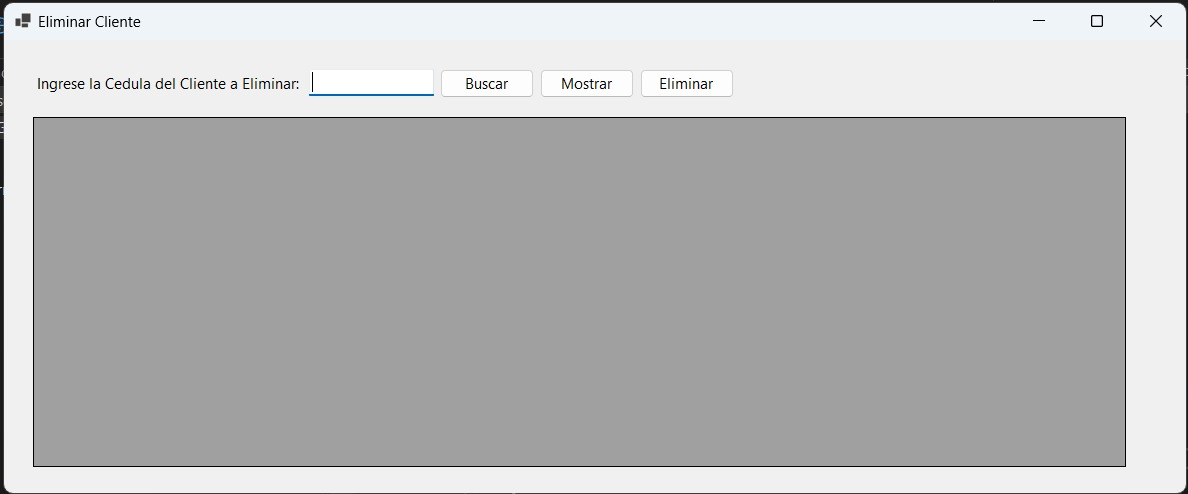 Eliminar Cliente
Ingrese la Cedula del Cliente a Eliminar: Buscar Mostrar Eliminar